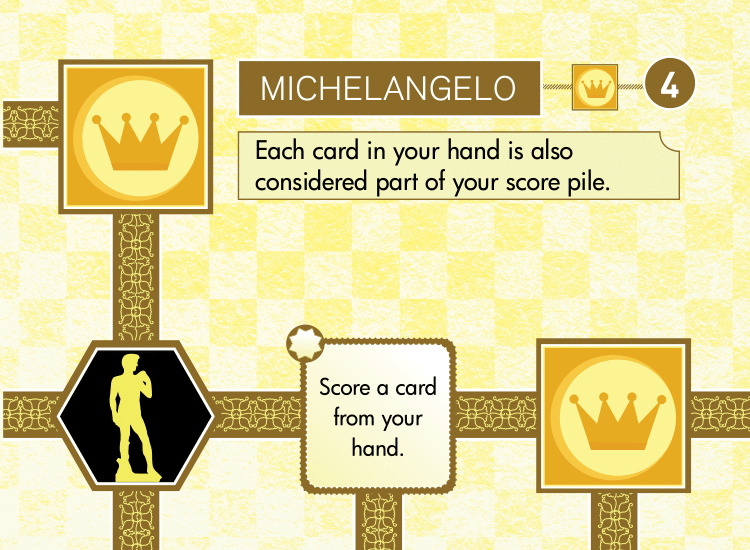 MICHELANGELO 4
Each card in your hand is also
considered part of your score pile.
Score a card
from your
hand.